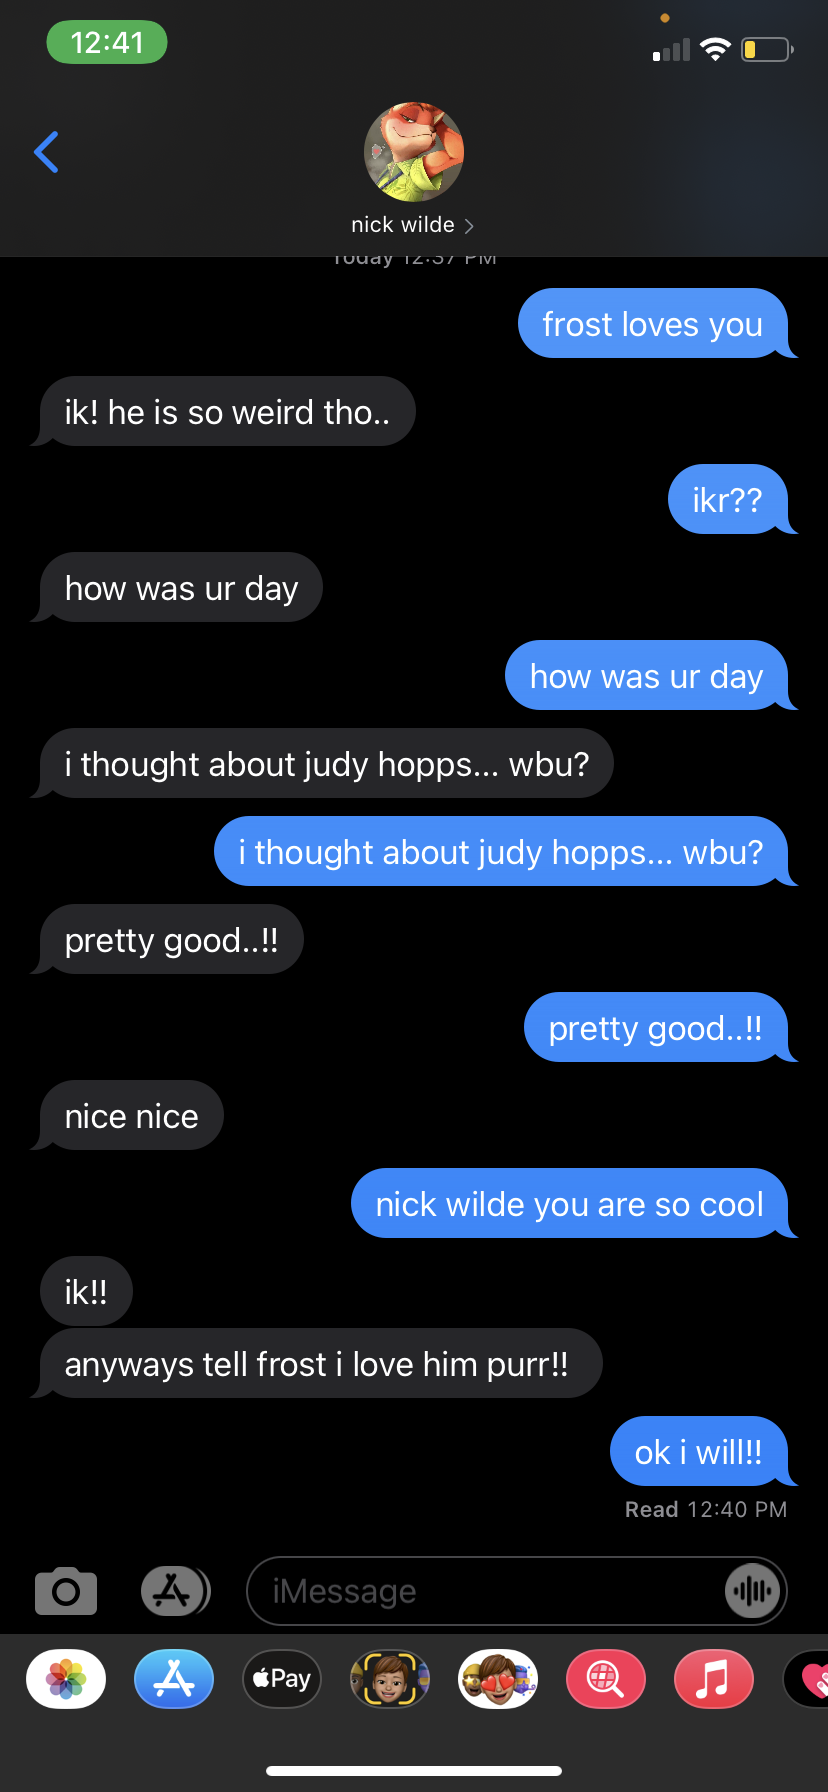 12:41
nick wilde
Today 12:37 PM
frost loves you
ik! he is so weird tho..
ikr??
how was ur day
how was ur day
i thought about judy hopps... wbu?
i thought about judy hopps... wbu?
pretty good..!!
pretty good..!!
nice nice
nick wilde you are so cool
ik!!
anyways tell frost i love him purr!!
ok i will!!
Read 12:40 PM
iMessage
Pay